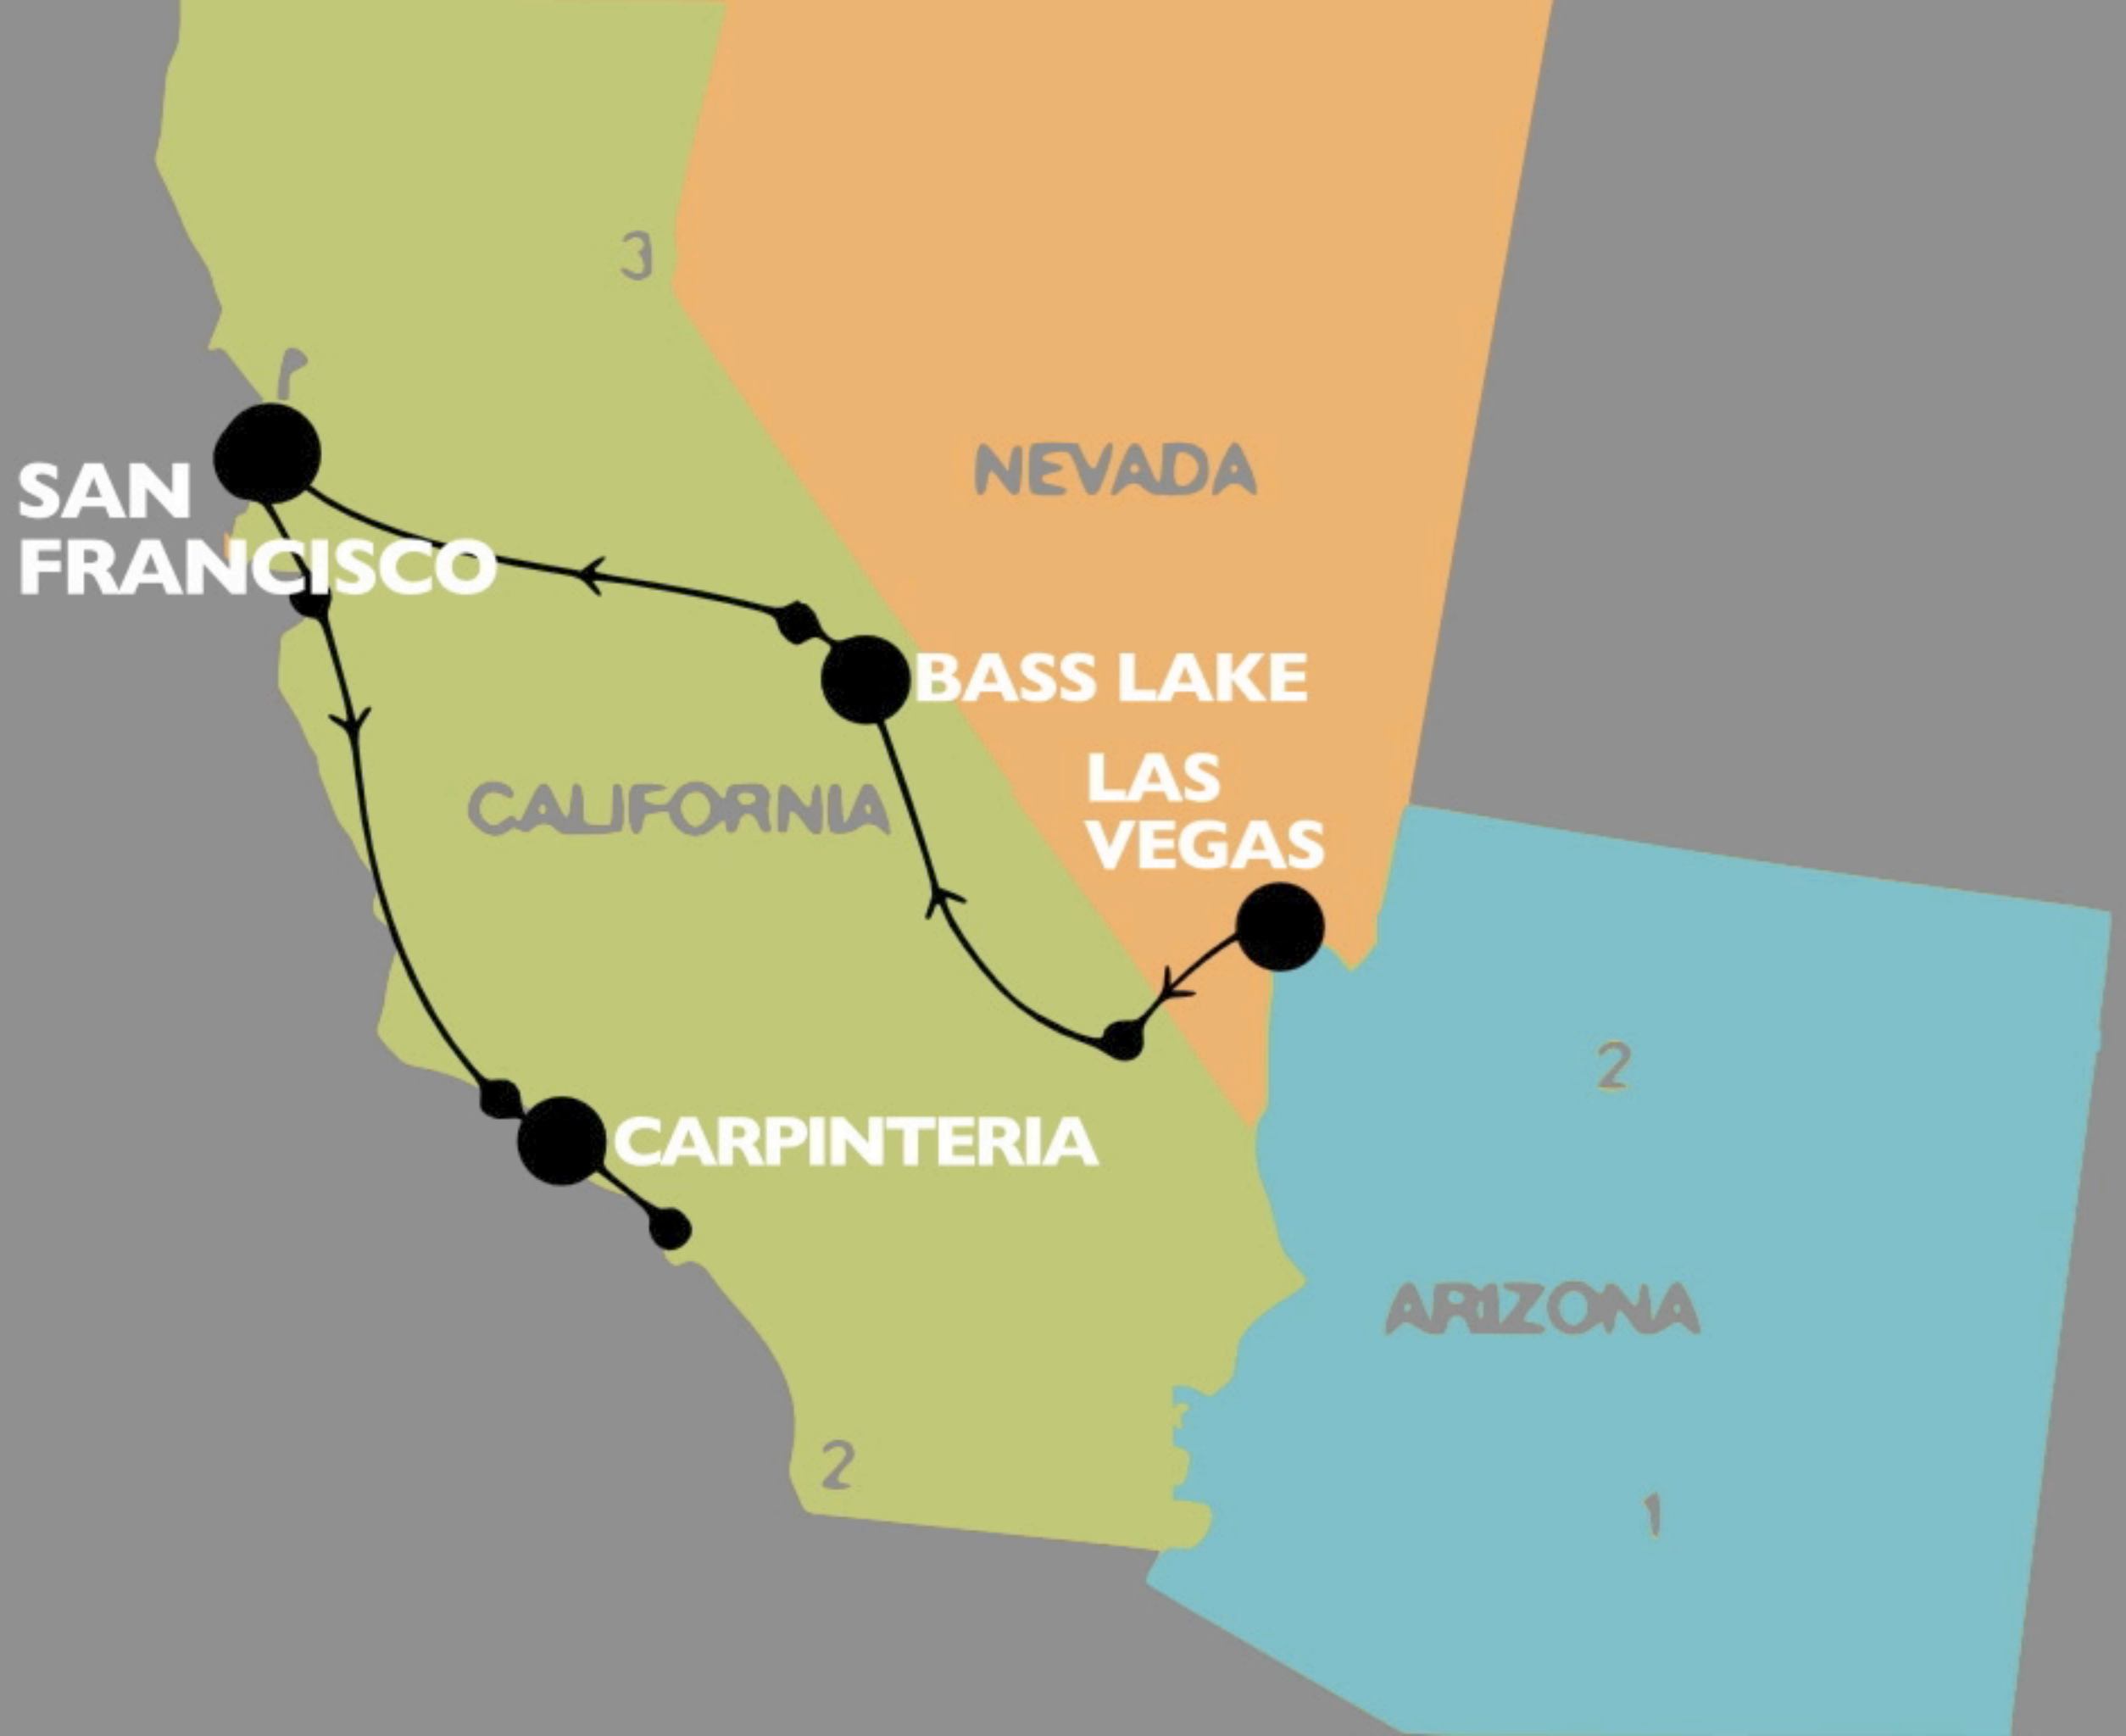 3
SAN
FRANCISCO
NEVADA
BASS LAKE
LAS
VEGAS
CALIFORNIA
2
CARPINTERIA
ARIZONA
2
1